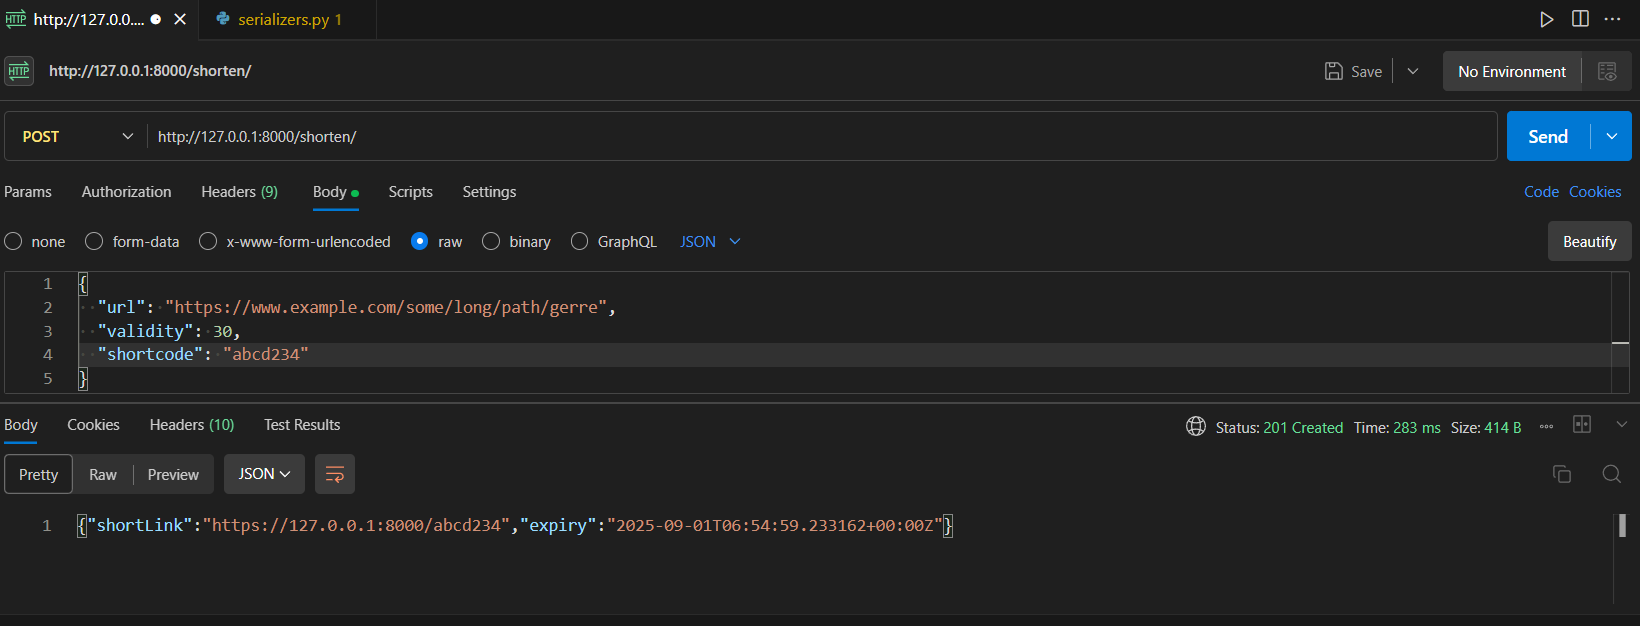 HTTP http://127.0.0.... serializers.py 1
HTTP http://127.0.0.1:8000/shorten/ Save No Environment
POST http://127.0.0.1:8000/shorten/ Send
Params Authorization Headers (9) Body Scripts Settings Code Cookies
none form-data x-www-form-urlencoded raw binary GraphQL JSON Beautify
1 {
2 "url": "https://www.example.com/some/long/path/gerre",
3 "validity": 30,
4 "shortcode": "abcd234"
5 }
Body Cookies Headers (10) Test Results Status: 201 Created Time: 283 ms Size: 414 B
Pretty Raw Preview JSON
1 {"shortLink":"https://127.0.0.1:8000/abcd234","expiry":"2025-09-01T06:54:59.233162+00:00Z"}